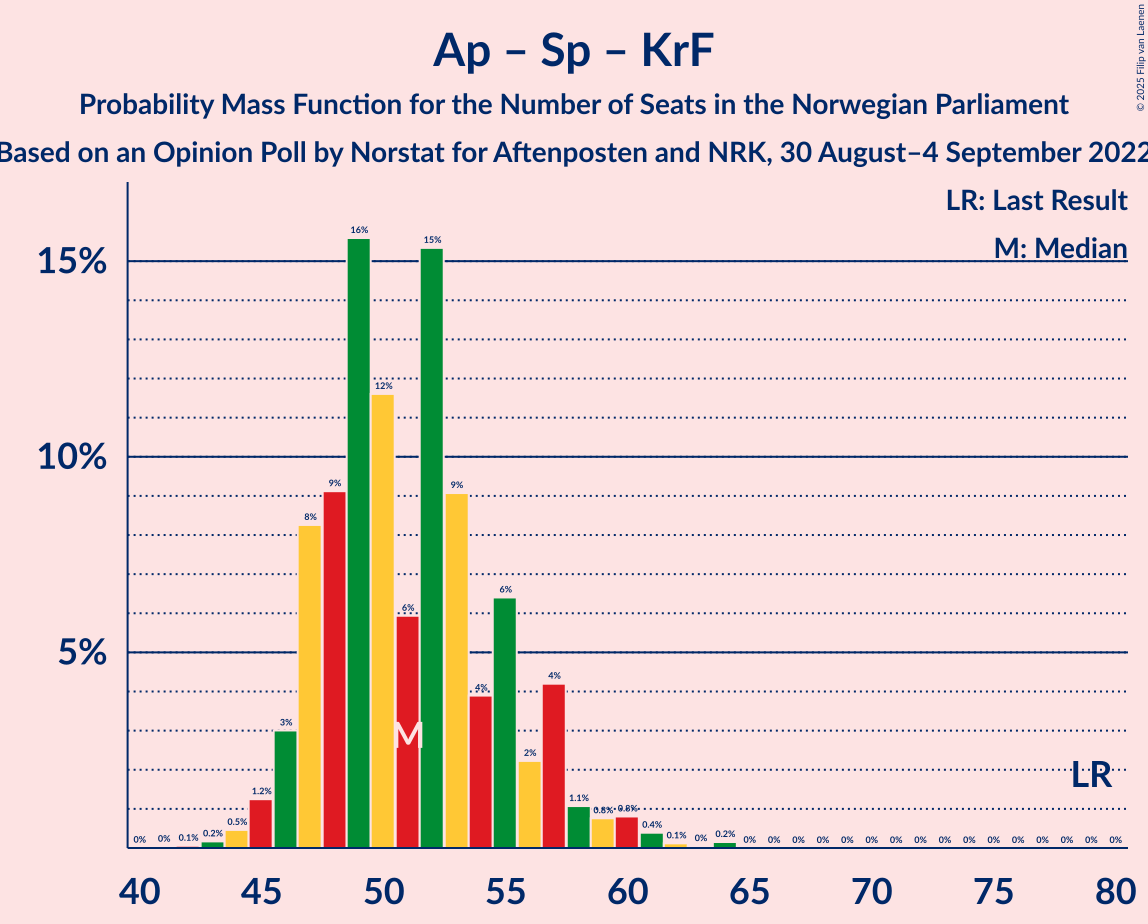 Ap – Sp – KrF
Probability Mass Function for the Number of Seats in the Norwegian Parliament
Based on an Opinion Poll by Norstat for Aftenposten and NRK, 30 August–4 September 2022
© 2025 Filip van Laenen
LR: Last Result
M: Median
15%
10%
5%
0% 0% 0.1% 0.2% 0.5% 1.2% 3% 8% 9% 16% 12% 6% 15% 9% 4% 6% 2% 4% 1.1% 0.8% 0.8% 0.4% 0.1% 0% 0.2% 0% 0% 0% 0% 0% 0% 0% 0% 0% 0% 0% 0% 0% 0% 0% 0%
M
LR
40 45 50 55 60 65 70 75 80